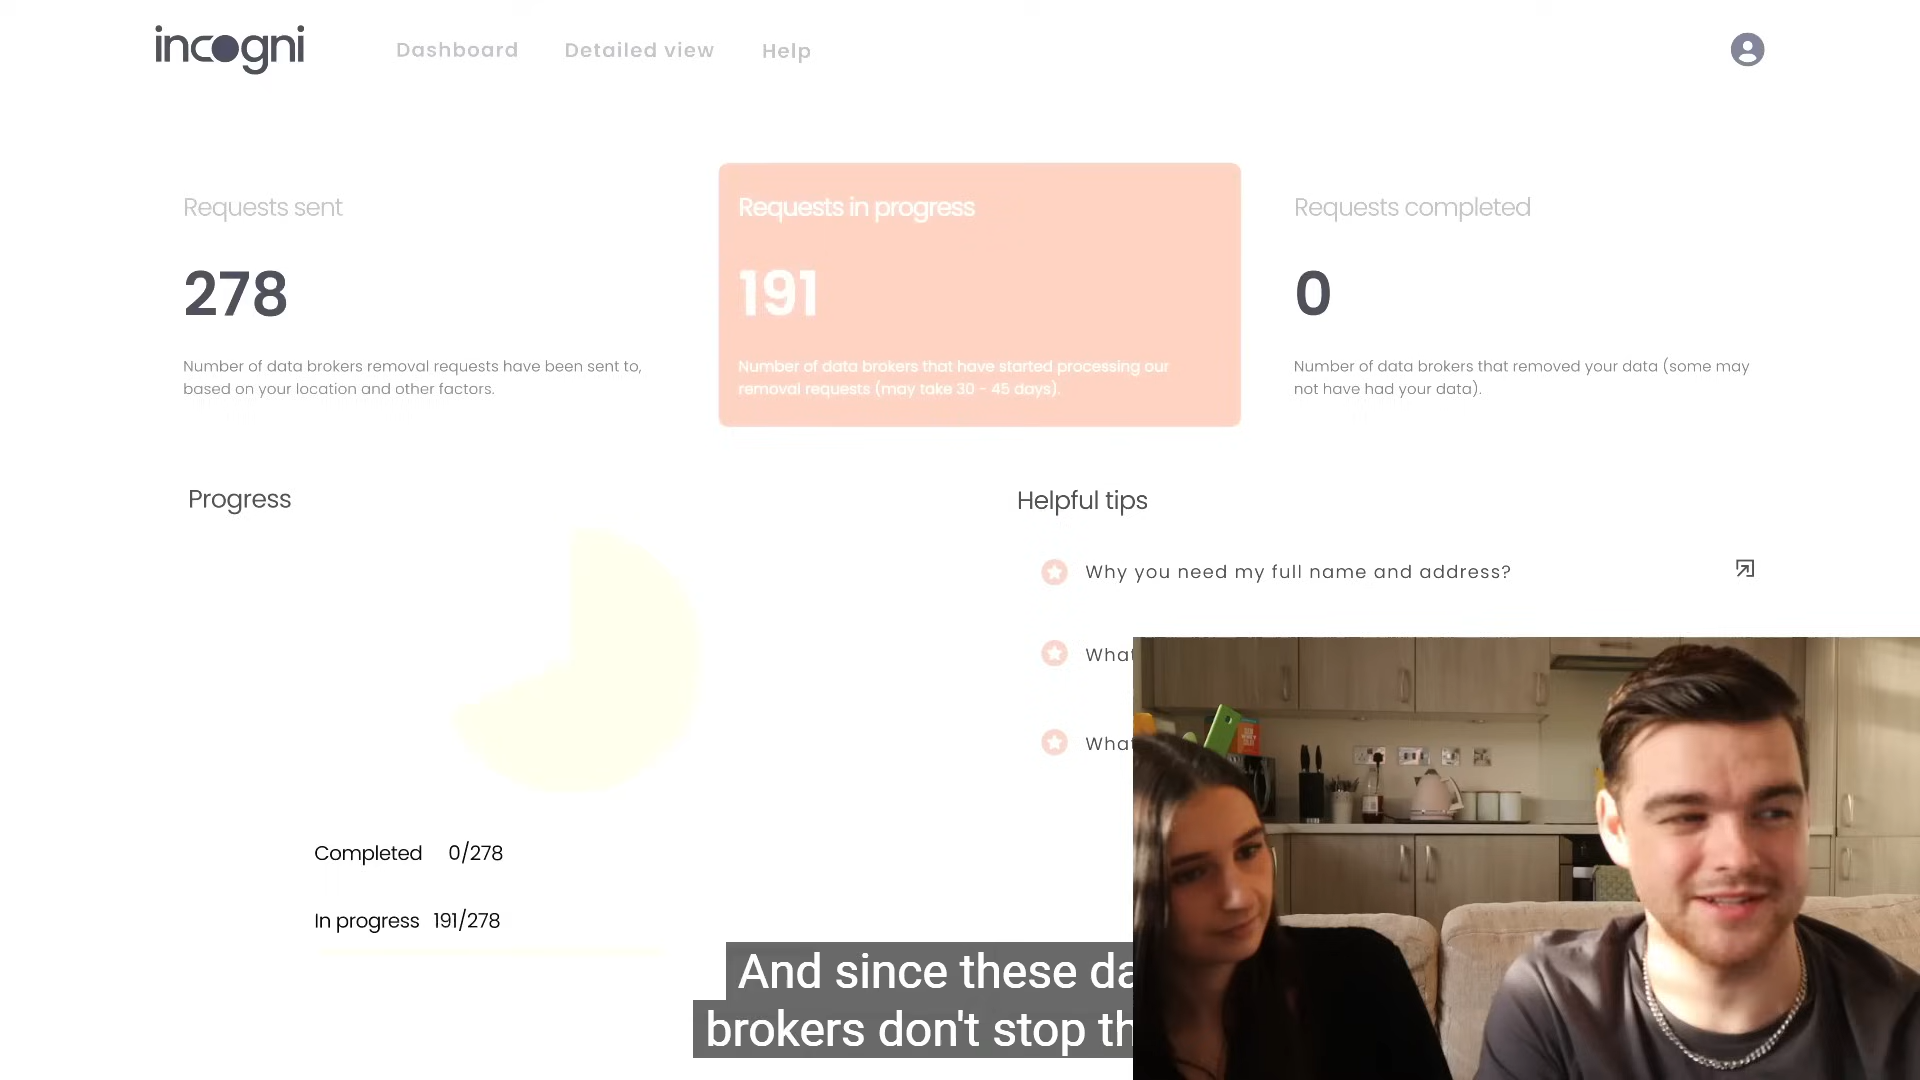 incogni
Dashboard
Detailed view
Help
Requests sent
278
Number of data brokers removal requests have been sent to,
based on your location and other factors.
Requests in progress
191
Number of data brokers that have started processing our
removal requests (may take 30 - 45 days).
Requests completed
0
Number of data brokers that removed your data (some may
not have had your data).
Progress
Completed 0/278
In progress 191/278
Helpful tips
Why you need my full name and address?
What
What
And since these da
brokers don't stop th